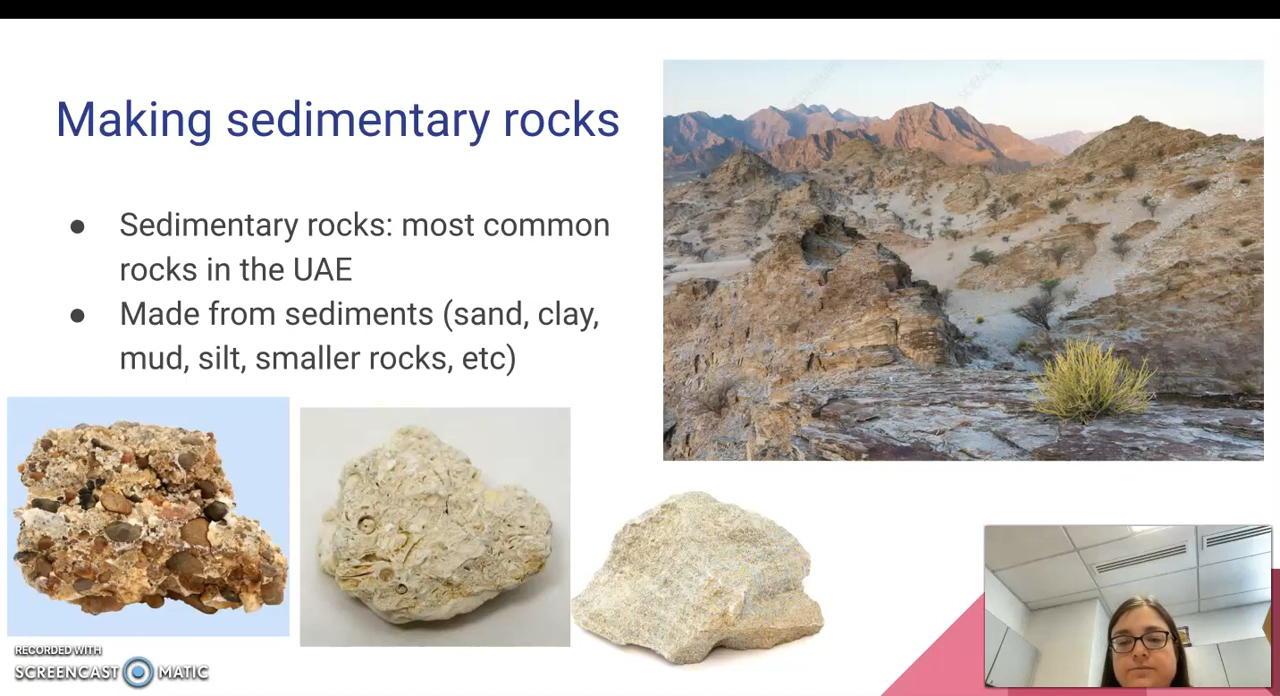 Making sedimentary rocks
● Sedimentary rocks: most common
rocks in the UAE
● Made from sediments (sand, clay,
mud, silt, smaller rocks, etc)
RECORDED WITH
SCREENCAST MATIC